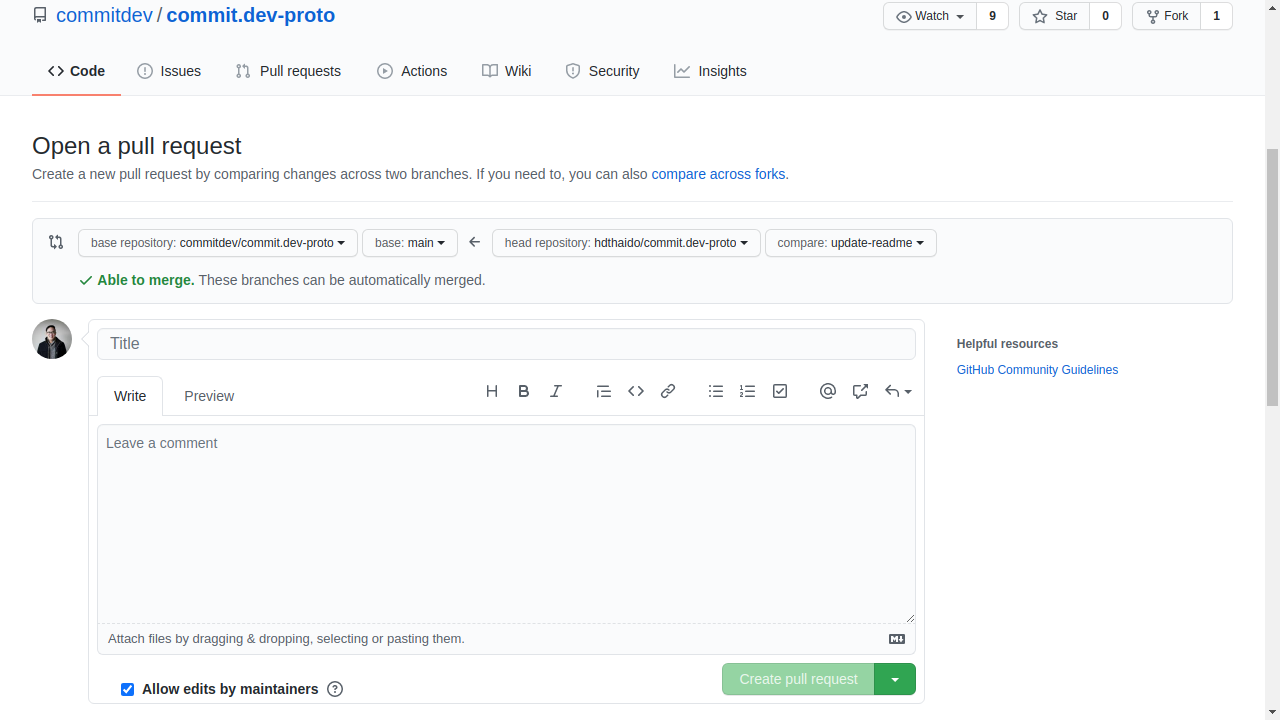 commitdev / commit.dev-proto
Watch 9 Star 0 Fork 1
Code Issues Pull requests Actions Wiki Security Insights
Open a pull request
Create a new pull request by comparing changes across two branches. If you need to, you can also compare across forks.
base repository: commitdev/commit.dev-proto base: main head repository: hdthaido/commit.dev-proto compare: update-readme
Able to merge. These branches can be automatically merged.
Title
Helpful resources
GitHub Community Guidelines
Write Preview
Leave a comment
Attach files by dragging & dropping, selecting or pasting them.
Allow edits by maintainers
Create pull request